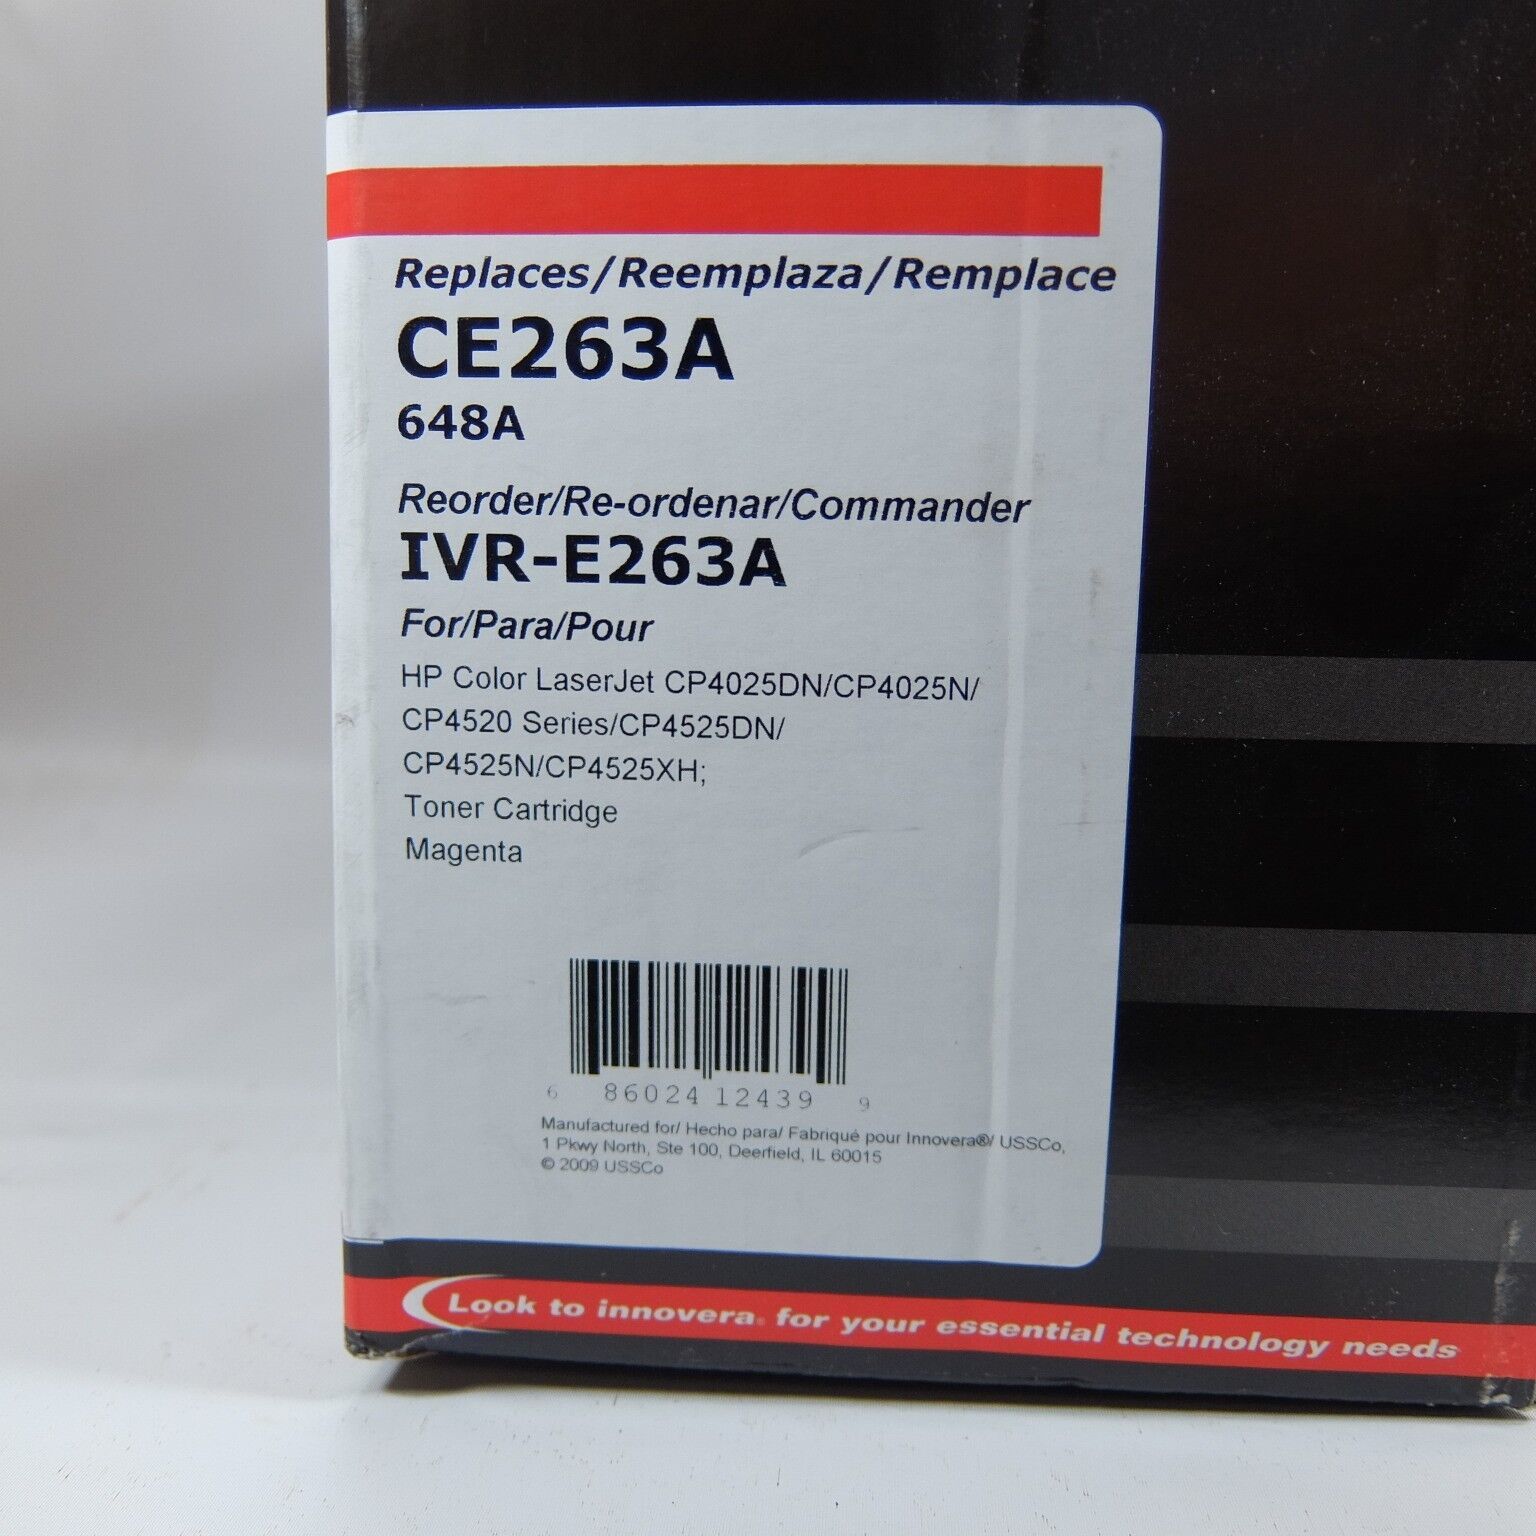 Replaces/Reemplaza/Remplace
CE263A
648A
Reorder/Re-ordenar/Commander
IVR-E263A
For/Para/Pour
HP Color LaserJet CP4025DN/CP4025N/
CP4520 Series/CP4525DN/
CP4525N/CP4525XH;
Toner Cartridge
Magenta
6 86024 12439 9
Manufactured for/ Hecho para/ Fabriqué pour Innovera®/ USSCo,
1 Pkwy North, Ste 100, Deerfield, IL 60015
© 2009 USSCo
Look to innovera® for your essential technology needs